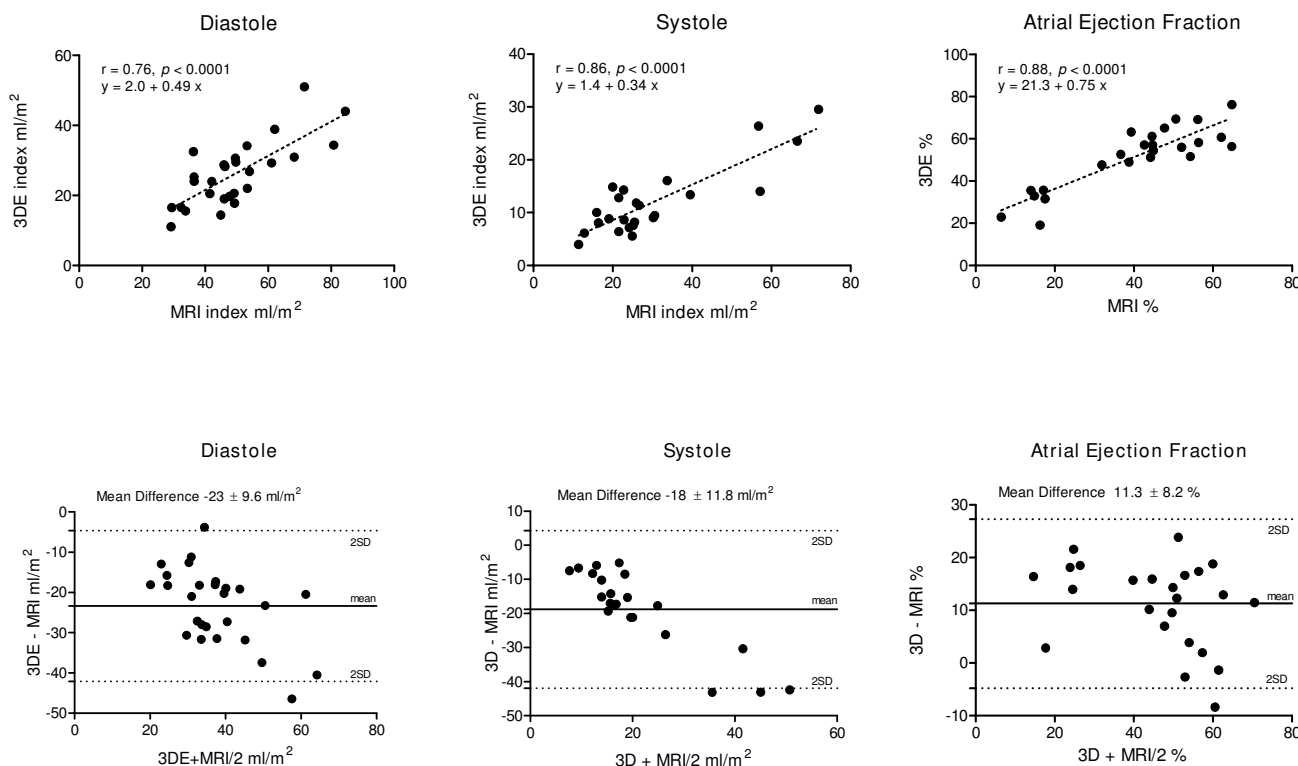 Diastole
60
40
20
0
3DE index ml/m²
r = 0.76, p < 0.0001
y = 2.0 + 0.49 x
0 20 40 60 80 100
MRI index ml/m²
Systole
40
30
20
10
0
3DE index ml/m²
r = 0.86, p < 0.0001
y = 1.4 + 0.34 x
0 20 40 60 80
MRI index ml/m²
Atrial Ejection Fraction
100
80
60
40
20
0
3DE %
r = 0.88, p < 0.0001
y = 21.3 + 0.75 x
0 20 40 60 80
MRI %
Diastole
Mean Difference -23 ± 9.6 ml/m²
0
-10
-20
-30
-40
-50
3DE - MRI ml/m²
2SD
mean
2SD
0 20 40 60 80
3DE+MRI/2 ml/m²
Systole
Mean Difference -18 ± 11.8 ml/m²
10
0
-10
-20
-30
-40
-50
3D - MRI ml/m²
2SD
mean
2SD
0 20 40 60
3D + MRI/2 ml/m²
Atrial Ejection Fraction
Mean Difference 11.3 ± 8.2 %
30
20
10
0
-10
3D - MRI %
2SD
mean
2SD
0 20 40 60 80
3D + MRI/2 %